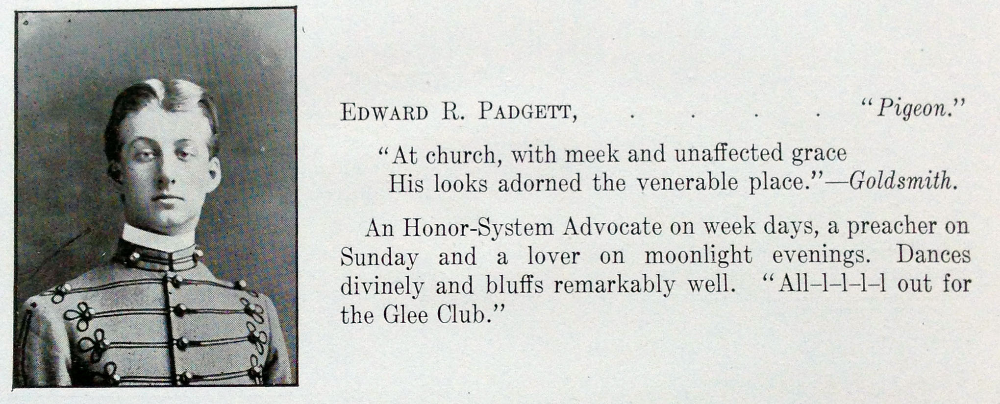 EDWARD R. PADGETT, . . . . "Pigeon."
"At church, with meek and unaffected grace
His looks adorned the venerable place."—Goldsmith.
An Honor-System Advocate on week days, a preacher on
Sunday and a lover on moonlight evenings. Dances
divinely and bluffs remarkably well. "All–l–l–l–l out for
the Glee Club."